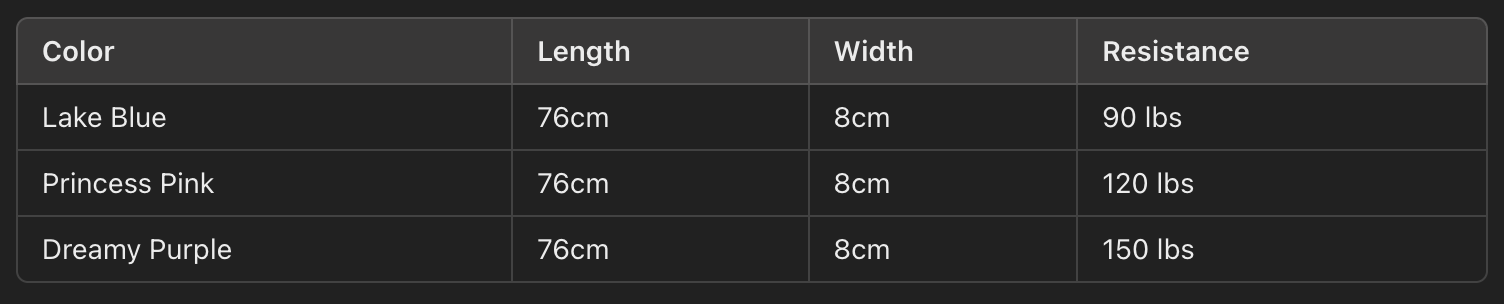 Color Length Width Resistance
Lake Blue 76cm 8cm 90 lbs
Princess Pink 76cm 8cm 120 lbs
Dreamy Purple 76cm 8cm 150 lbs